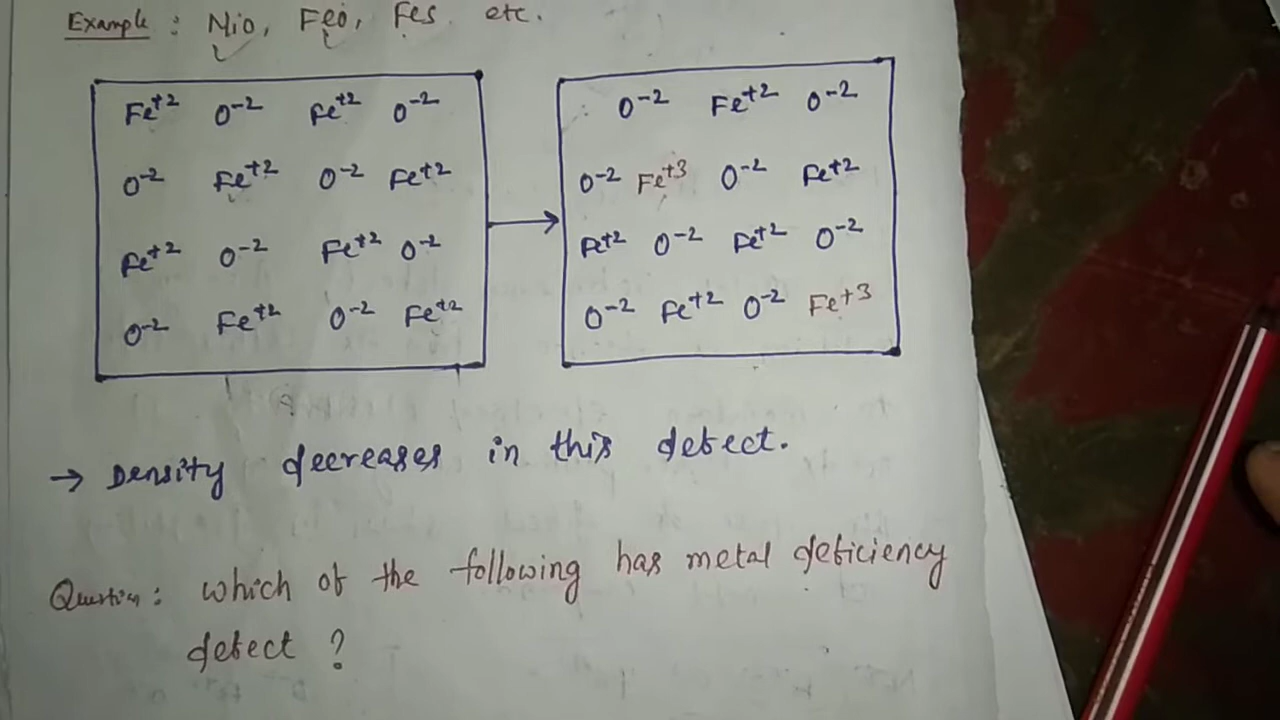 Example : NiO, FeO, FeS etc.
Fe+2 O-2 Fe+2 O-2
O-2 Fe+2 O-2 Fe+2
Fe+2 O-2 Fe+2 O-2
O-2 Fe+2 O-2 Fe+2
O-2 Fe+2 O-2
O-2 Fe+3 O-2 Fe+2
Fe+2 O-2 Fe+2 O-2
O-2 Fe+2 O-2 Fe+3
→ Density decreases in this defect.
Question : which of the following has metal deficiency
defect ?